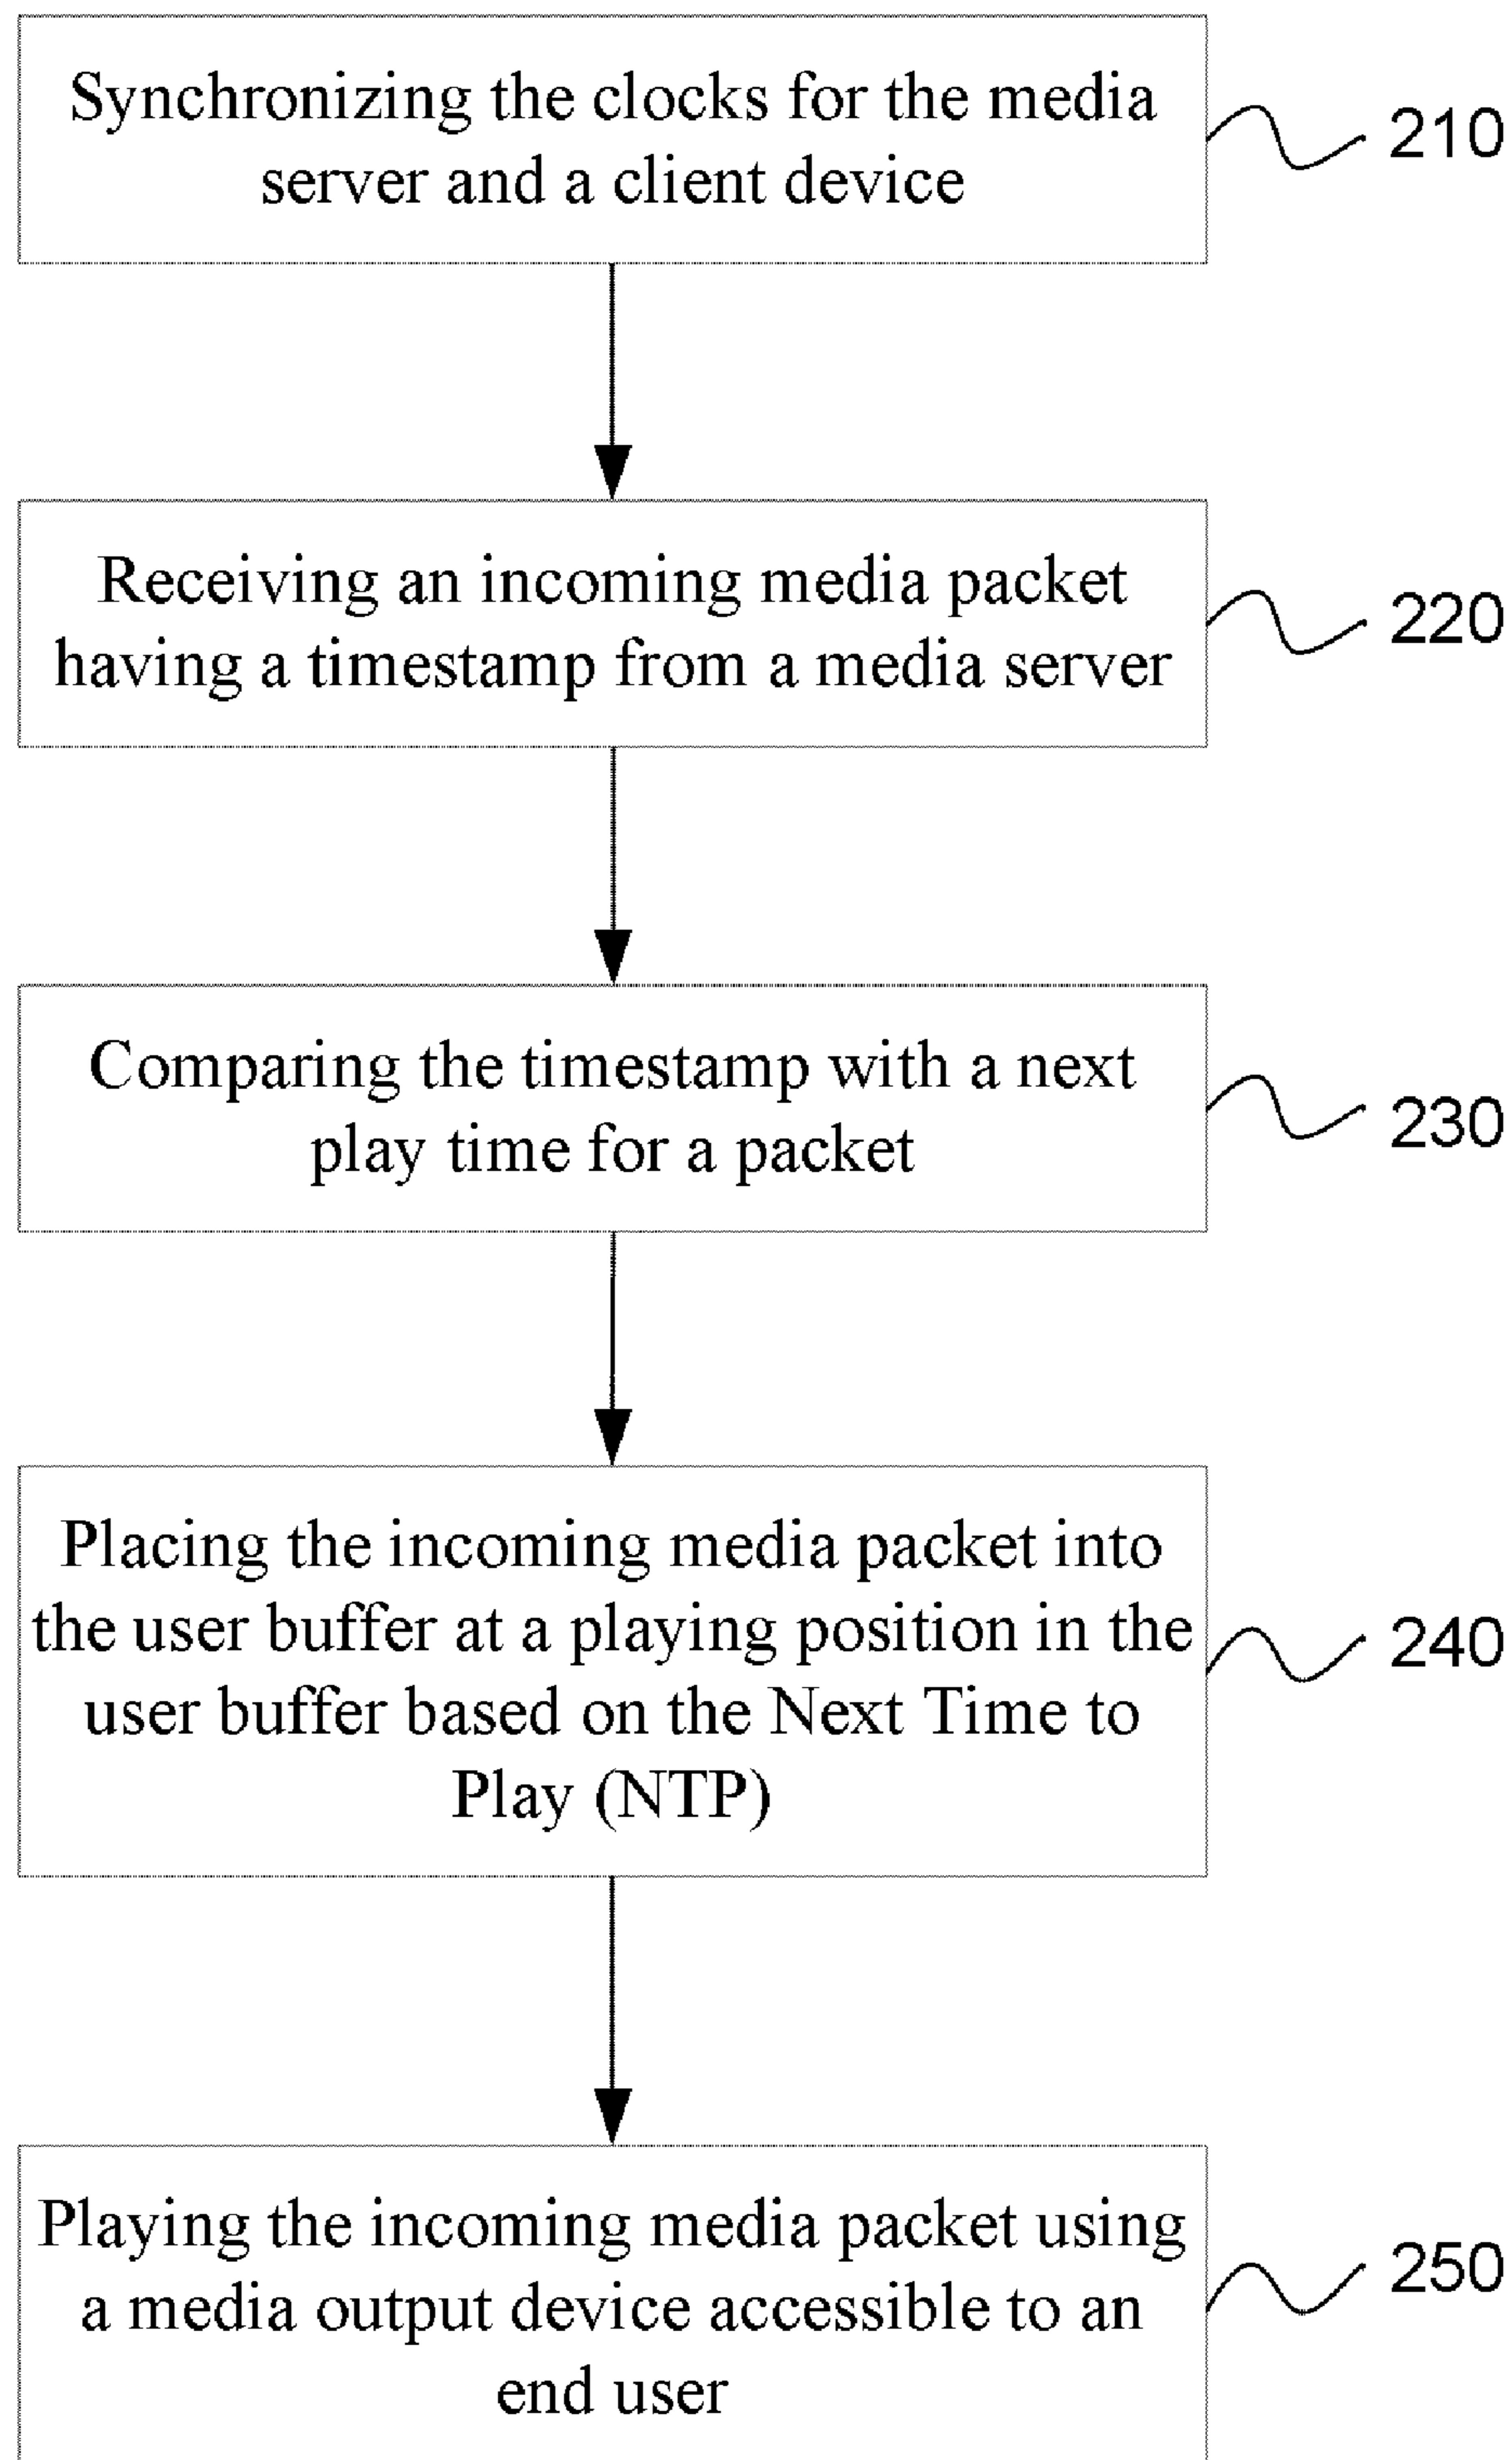 Synchronizing the clocks for the media
server and a client device
210
Receiving an incoming media packet
having a timestamp from a media server
220
Comparing the timestamp with a next
play time for a packet
230
Placing the incoming media packet into
the user buffer at a playing position in the
user buffer based on the Next Time to
Play (NTP)
240
Playing the incoming media packet using
a media output device accessible to an
end user
250